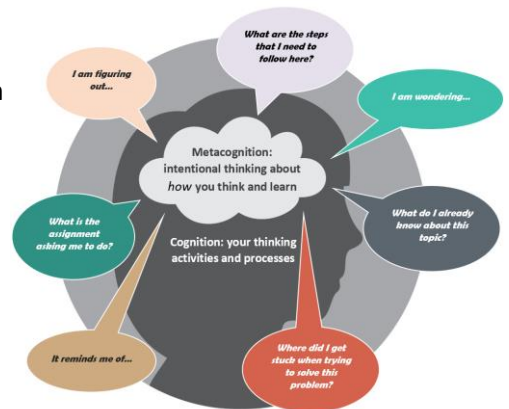 What are the steps
that I need to
follow here?
I am figuring
out...
I am wondering...
Metacognition:
intentional thinking about
how you think and learn
What is the
assignment
asking me to do?
What do I already
know about this
topic?
Cognition: your thinking
activities and processes
It reminds me of...
Where did I get
stuck when trying
to solve this
problem?